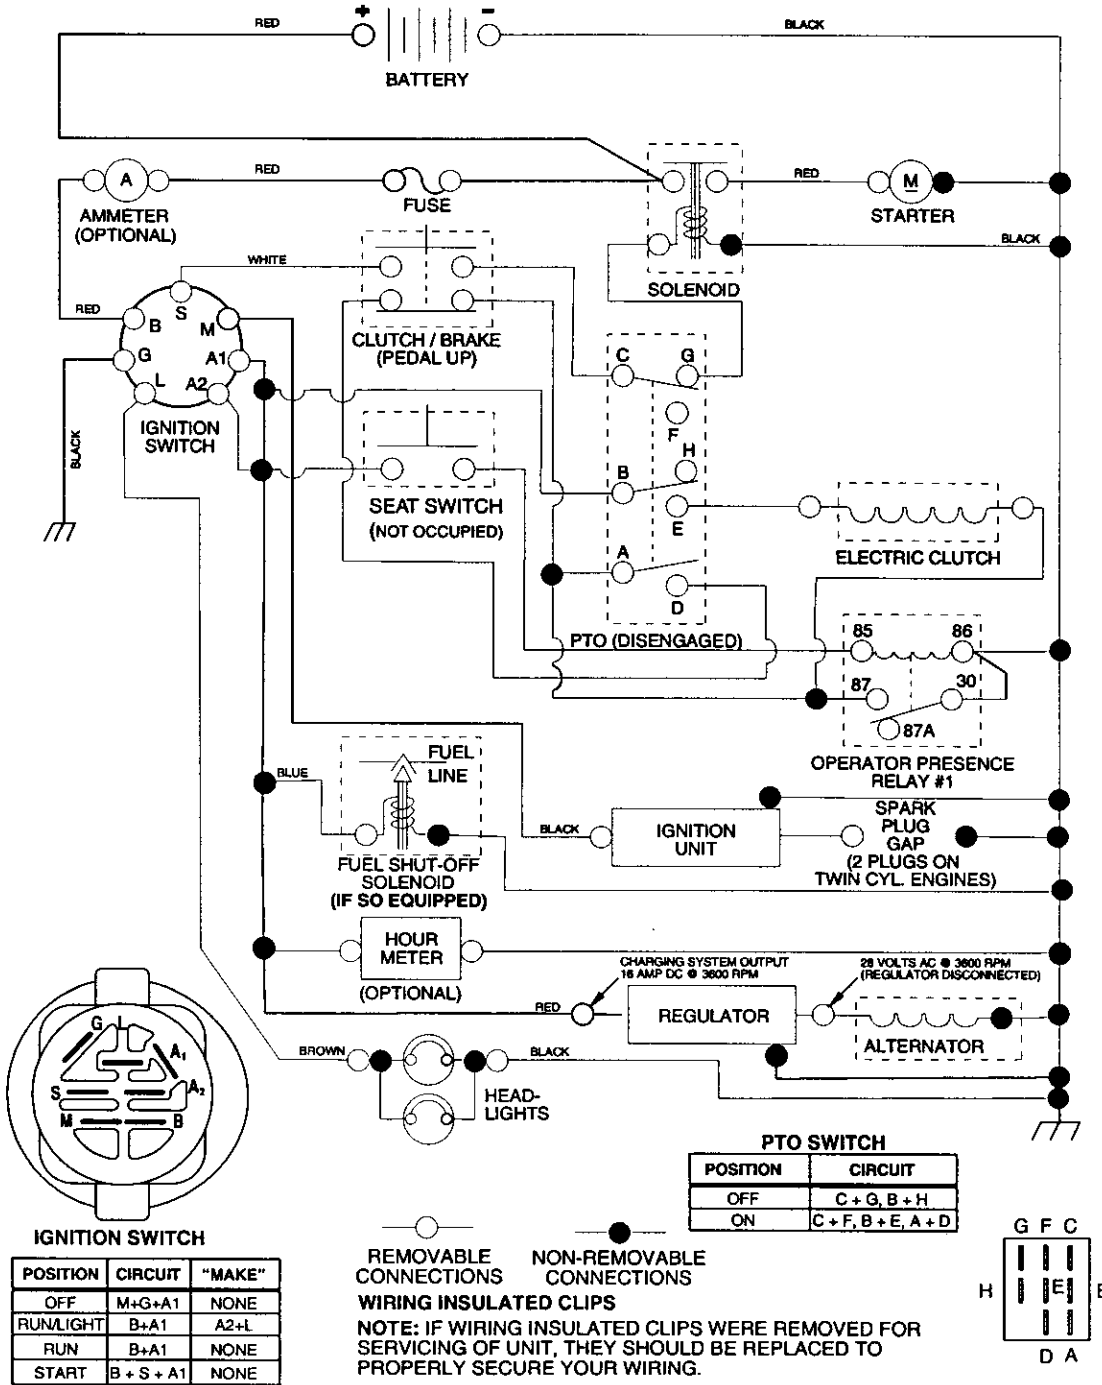 + -
RED
BLACK
BATTERY
A
RED
RED
M
AMMETER
(OPTIONAL)
FUSE
STARTER
BLACK
WHITE
SOLENOID
RED
S
B
M
G
A1
L
A2
CLUTCH / BRAKE
(PEDAL UP)
C G
F
IGNITION
SWITCH
BLACK
H
B
E
SEAT SWITCH
(NOT OCCUPIED)
ELECTRIC CLUTCH
A
D
PTO (DISENGAGED)
85 86
87 30
87A
OPERATOR PRESENCE
RELAY #1
FUEL
LINE
BLUE
BLACK
IGNITION
UNIT
SPARK
PLUG
GAP
(2 PLUGS ON
TWIN CYL. ENGINES)
FUEL SHUT-OFF
SOLENOID
(IF SO EQUIPPED)
HOUR
METER
(OPTIONAL)
CHARGING SYSTEM OUTPUT
16 AMP DC @ 3600 RPM
28 VOLTS AC @ 3600 RPM
(REGULATOR DISCONNECTED)
RED
REGULATOR
ALTERNATOR
BROWN
BLACK
HEAD-
LIGHTS
G L
A1
S A2
M B
IGNITION SWITCH
POSITION CIRCUIT "MAKE"
OFF M+G+A1 NONE
RUN/LIGHT B+A1 A2+L
RUN B+A1 NONE
START B + S + A1 NONE
PTO SWITCH
POSITION CIRCUIT
OFF C + G, B + H
ON C + F, B + E, A + D
REMOVABLE
CONNECTIONS
NON-REMOVABLE
CONNECTIONS
WIRING INSULATED CLIPS
NOTE: IF WIRING INSULATED CLIPS WERE REMOVED FOR
SERVICING OF UNIT, THEY SHOULD BE REPLACED TO
PROPERLY SECURE YOUR WIRING.
G F C
H E
D A